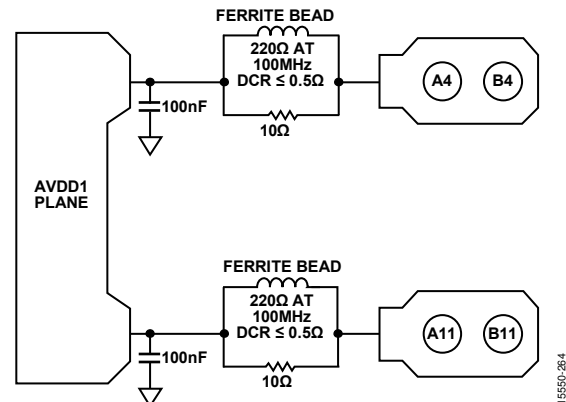 FERRITE BEAD
220Ω AT
100MHz
DCR ≤ 0.5Ω
A4
B4
100nF
10Ω
AVDD1
PLANE
FERRITE BEAD
220Ω AT
100MHz
DCR ≤ 0.5Ω
A11
B11
100nF
10Ω
15550-264